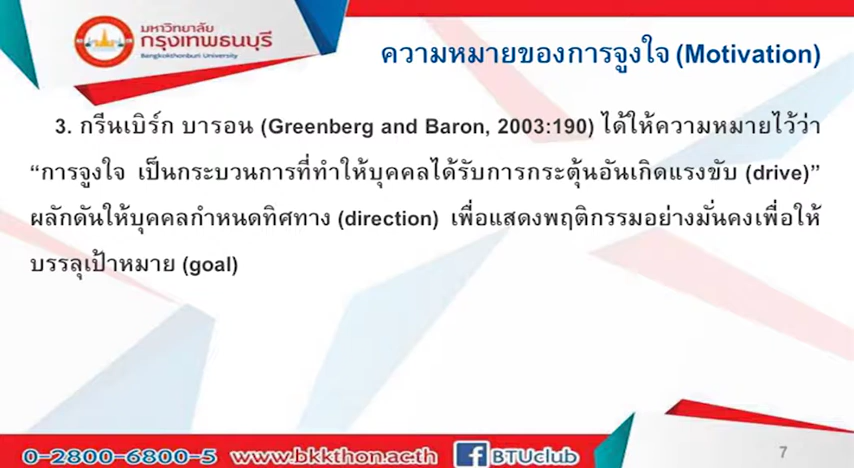 มหาวิทยาลัย
กรุงเทพธนบุรี
Bangkokthonburi University
ความหมายของการจูงใจ (Motivation)
3. กรีนเบิร์ก บารอน (Greenberg and Baron, 2003:190) ได้ให้ความหมายไว้ว่า
“การจูงใจ เป็นกระบวนการที่ทำให้บุคคลได้รับการกระตุ้นอันเกิดแรงขับ (drive)”
ผลักดันให้บุคคลกำหนดทิศทาง (direction) เพื่อแสดงพฤติกรรมอย่างมั่นคงเพื่อให้
บรรลุเป้าหมาย (goal)
0-2800-6800-5 www.bkkthon.ac.th f BTUclub
7